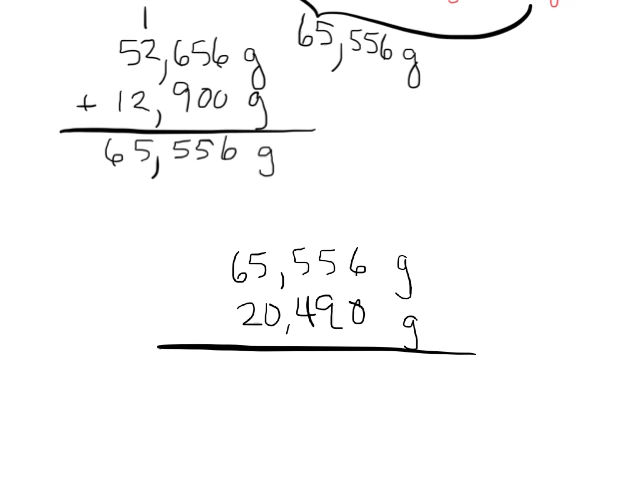 1
52,656 g
+ 12,900 g
65,556 g
65,556 g
65,556 g
20,490 g